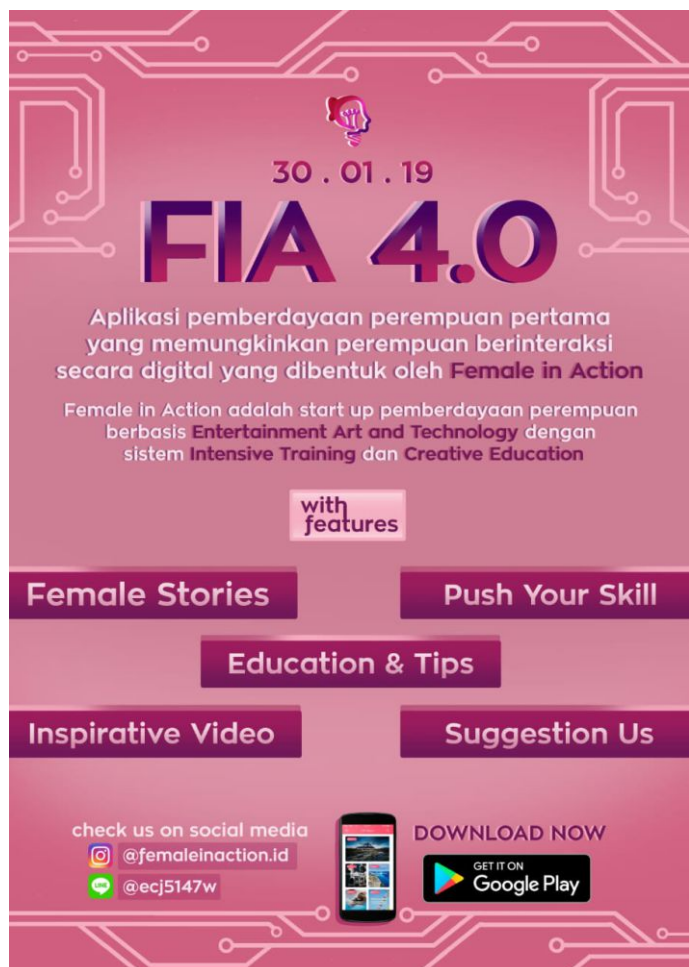 30 . 01 . 19
FIA 4.0
Aplikasi pemberdayaan perempuan pertama
yang memungkinkan perempuan berinteraksi
secara digital yang dibentuk oleh Female in Action
Female in Action adalah start up pemberdayaan perempuan
berbasis Entertainment Art and Technology dengan
sistem Intensive Training dan Creative Education
with
features
Female Stories
Push Your Skill
Education & Tips
Inspirative Video
Suggestion Us
check us on social media
@femaleinaction.id
LINE @ecj5147w
DOWNLOAD NOW
GET IT ON
Google Play